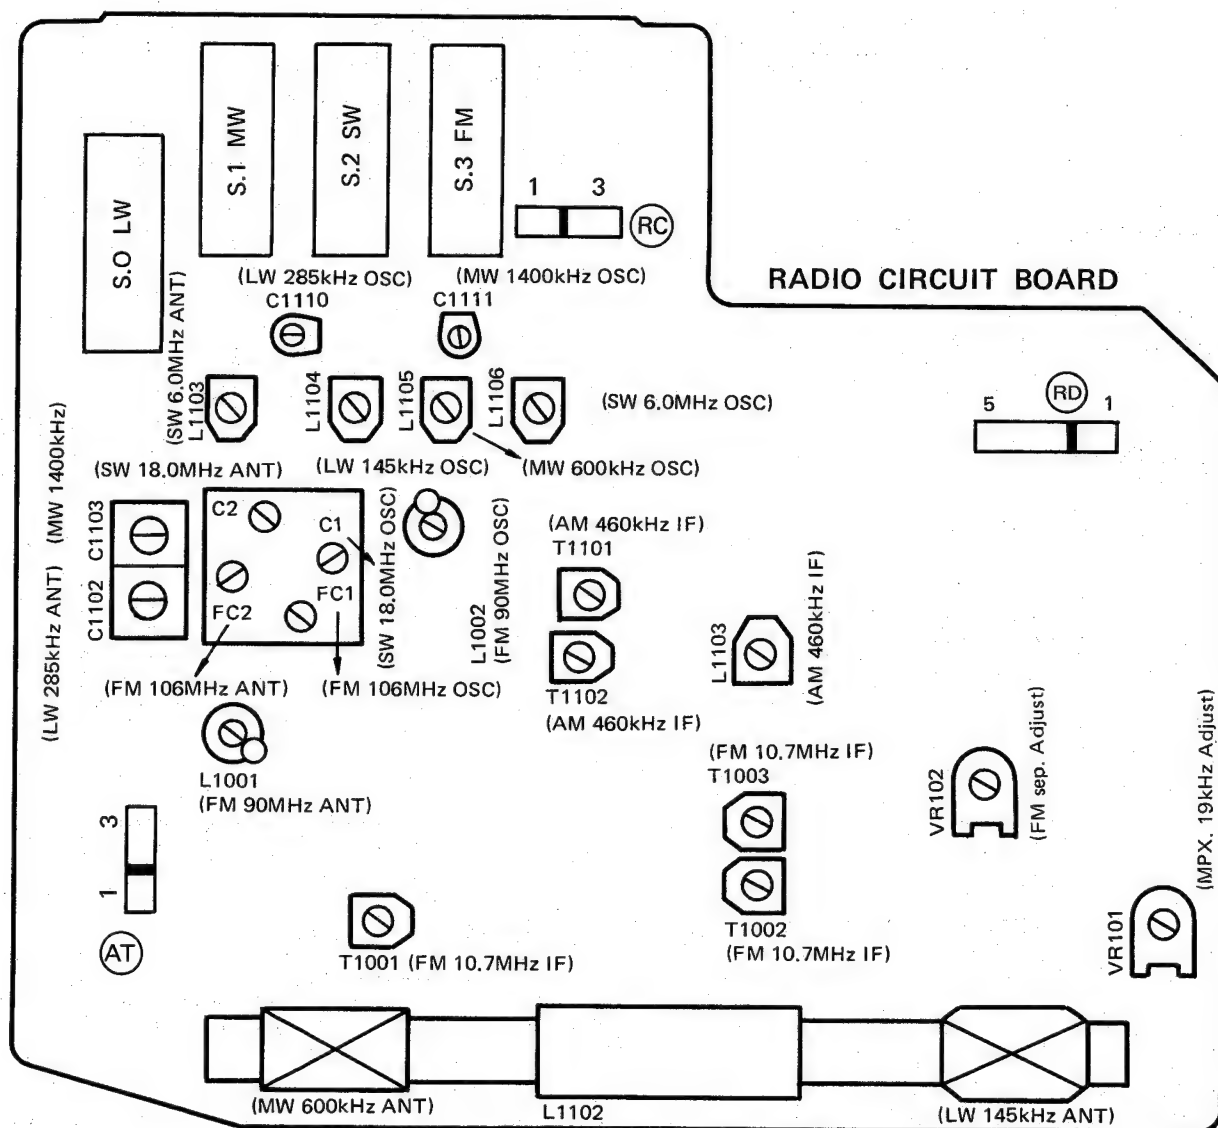 S.O LW
S.1 MW
S.2 SW
S.3 FM
1 3
RC
(LW 285kHz OSC)
C1110
(MW 1400kHz OSC)
C1111
RADIO CIRCUIT BOARD
(SW 6.0MHz ANT)
L1103
L1104
L1105
L1106
(SW 6.0MHz OSC)
RD
5 1
(SW 18.0MHz ANT)
(LW 145kHz OSC)
(MW 600kHz OSC)
(LW 285kHz ANT) (MW 1400kHz)
C1102 C1103
C2
C1
FC2
FC1
(SW 18.0MHz OSC)
L1002
(FM 90MHz OSC)
(AM 460kHz IF)
T1101
T1102
(AM 460kHz IF)
L1103
(AM 460kHz IF)
(FM 106MHz ANT)
(FM 106MHz OSC)
L1001
(FM 90MHz ANT)
(FM 10.7MHz IF)
T1003
T1002
(FM 10.7MHz IF)
VR102
(FM sep. Adjust)
VR101
(MPX. 19kHz Adjust)
1 3
AT
T1001 (FM 10.7MHz IF)
(MW 600kHz ANT)
L1102
(LW 145kHz ANT)